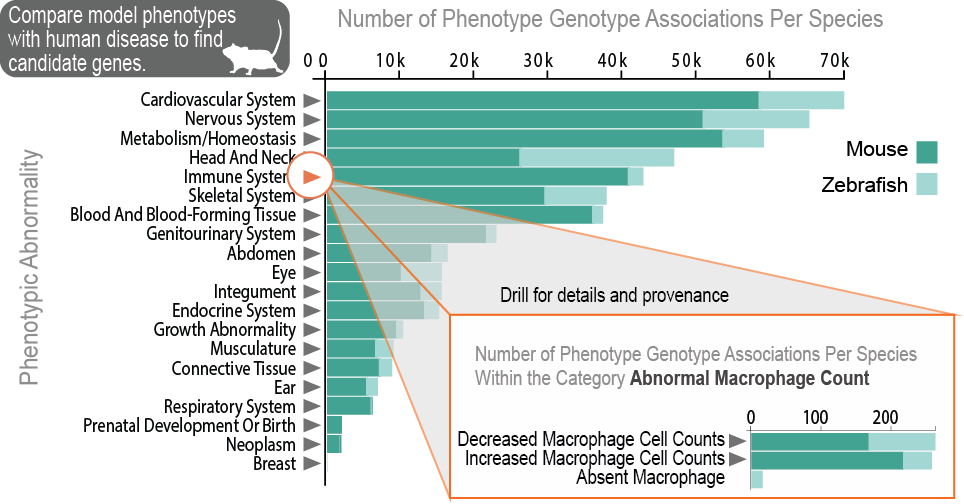 Compare model phenotypes
with human disease to find
candidate genes.
Number of Phenotype Genotype Associations Per Species
0 0 10k 20k 30k 40k 50k 60k 70k
Phenotypic Abnormality
Cardiovascular System
Nervous System
Metabolism/Homeostasis
Head And Neck
Immune System
Skeletal System
Blood And Blood-Forming Tissue
Genitourinary System
Abdomen
Eye
Integument
Endocrine System
Growth Abnormality
Musculature
Connective Tissue
Ear
Respiratory System
Prenatal Development Or Birth
Neoplasm
Breast
Mouse
Zebrafish
Drill for details and provenance
Number of Phenotype Genotype Associations Per Species
Within the Category Abnormal Macrophage Count
0 100 200
Decreased Macrophage Cell Counts
Increased Macrophage Cell Counts
Absent Macrophage